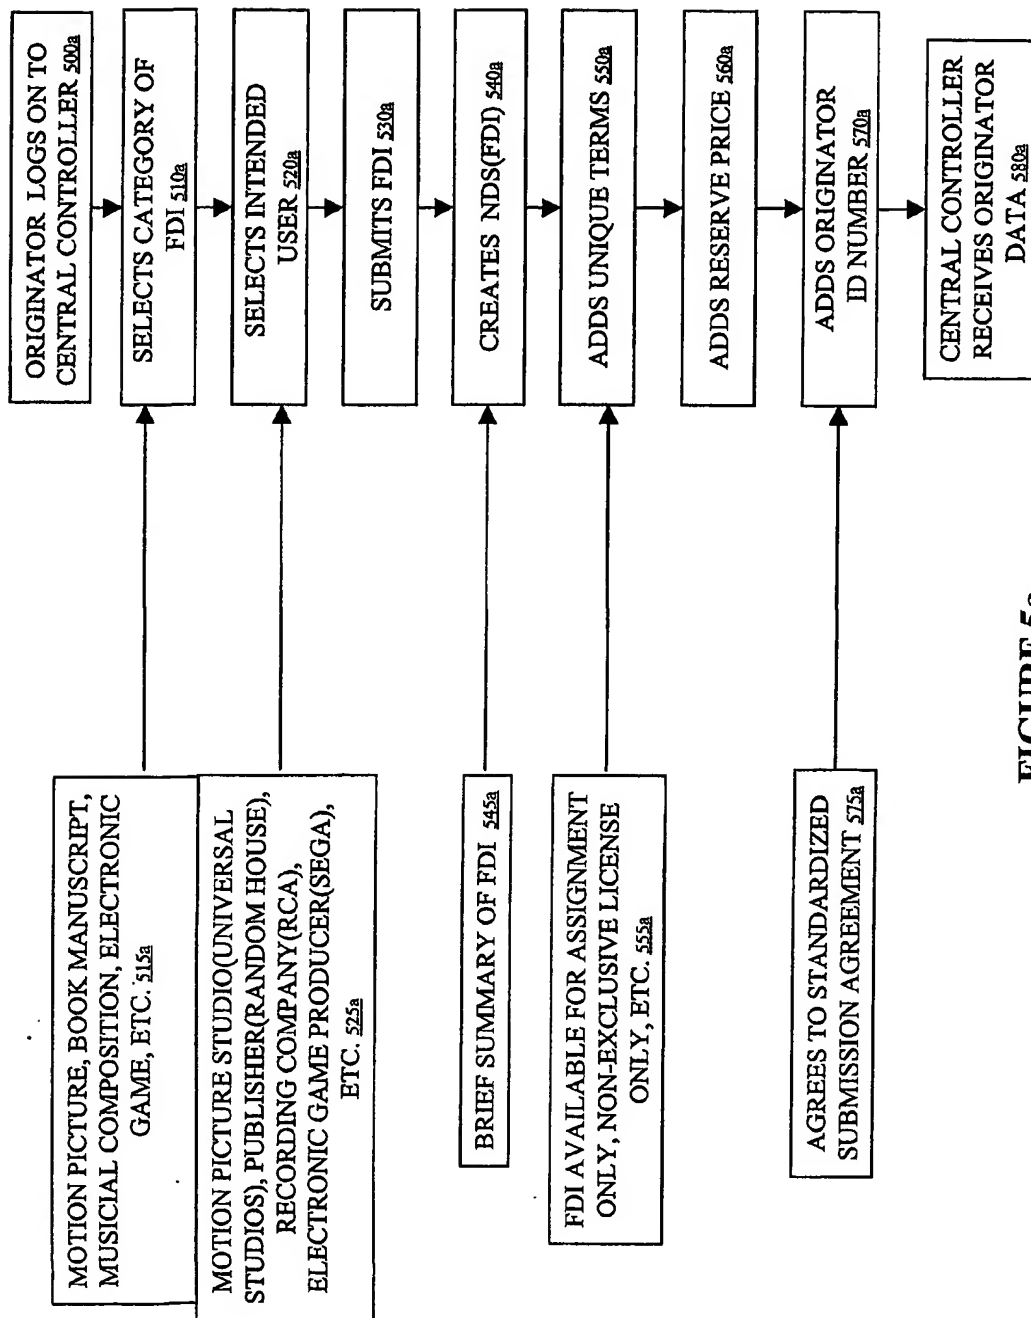 ORIGINATOR LOGS ON TO
CENTRAL CONTROLLER 500a
SELECTS CATEGORY OF
FDI 510a
SELECTS INTENDED
USER 520a
SUBMITS FDI 530a
CREATES NDS(FDI) 540a
ADDS UNIQUE TERMS 550a
ADDS RESERVE PRICE 560a
ADDS ORIGINATOR
ID NUMBER 570a
CENTRAL CONTROLLER
RECEIVES ORIGINATOR
DATA 580a
MOTION PICTURE, BOOK MANUSCRIPT,
MUSICIAL COMPOSITION, ELECTRONIC
GAME, ETC. 515a
MOTION PICTURE STUDIO(UNIVERSAL
STUDIOS), PUBLISHER(RANDOM HOUSE),
RECORDING COMPANY(RCA),
ELECTRONIC GAME PRODUCER(SEGA),
ETC. 525a
BRIEF SUMMARY OF FDI 545a
FDI AVAILABLE FOR ASSIGNMENT
ONLY, NON-EXCLUSIVE LICENSE
ONLY, ETC. 555a
AGREES TO STANDARDIZED
SUBMISSION AGREEMENT 575a
FIGURE 5a